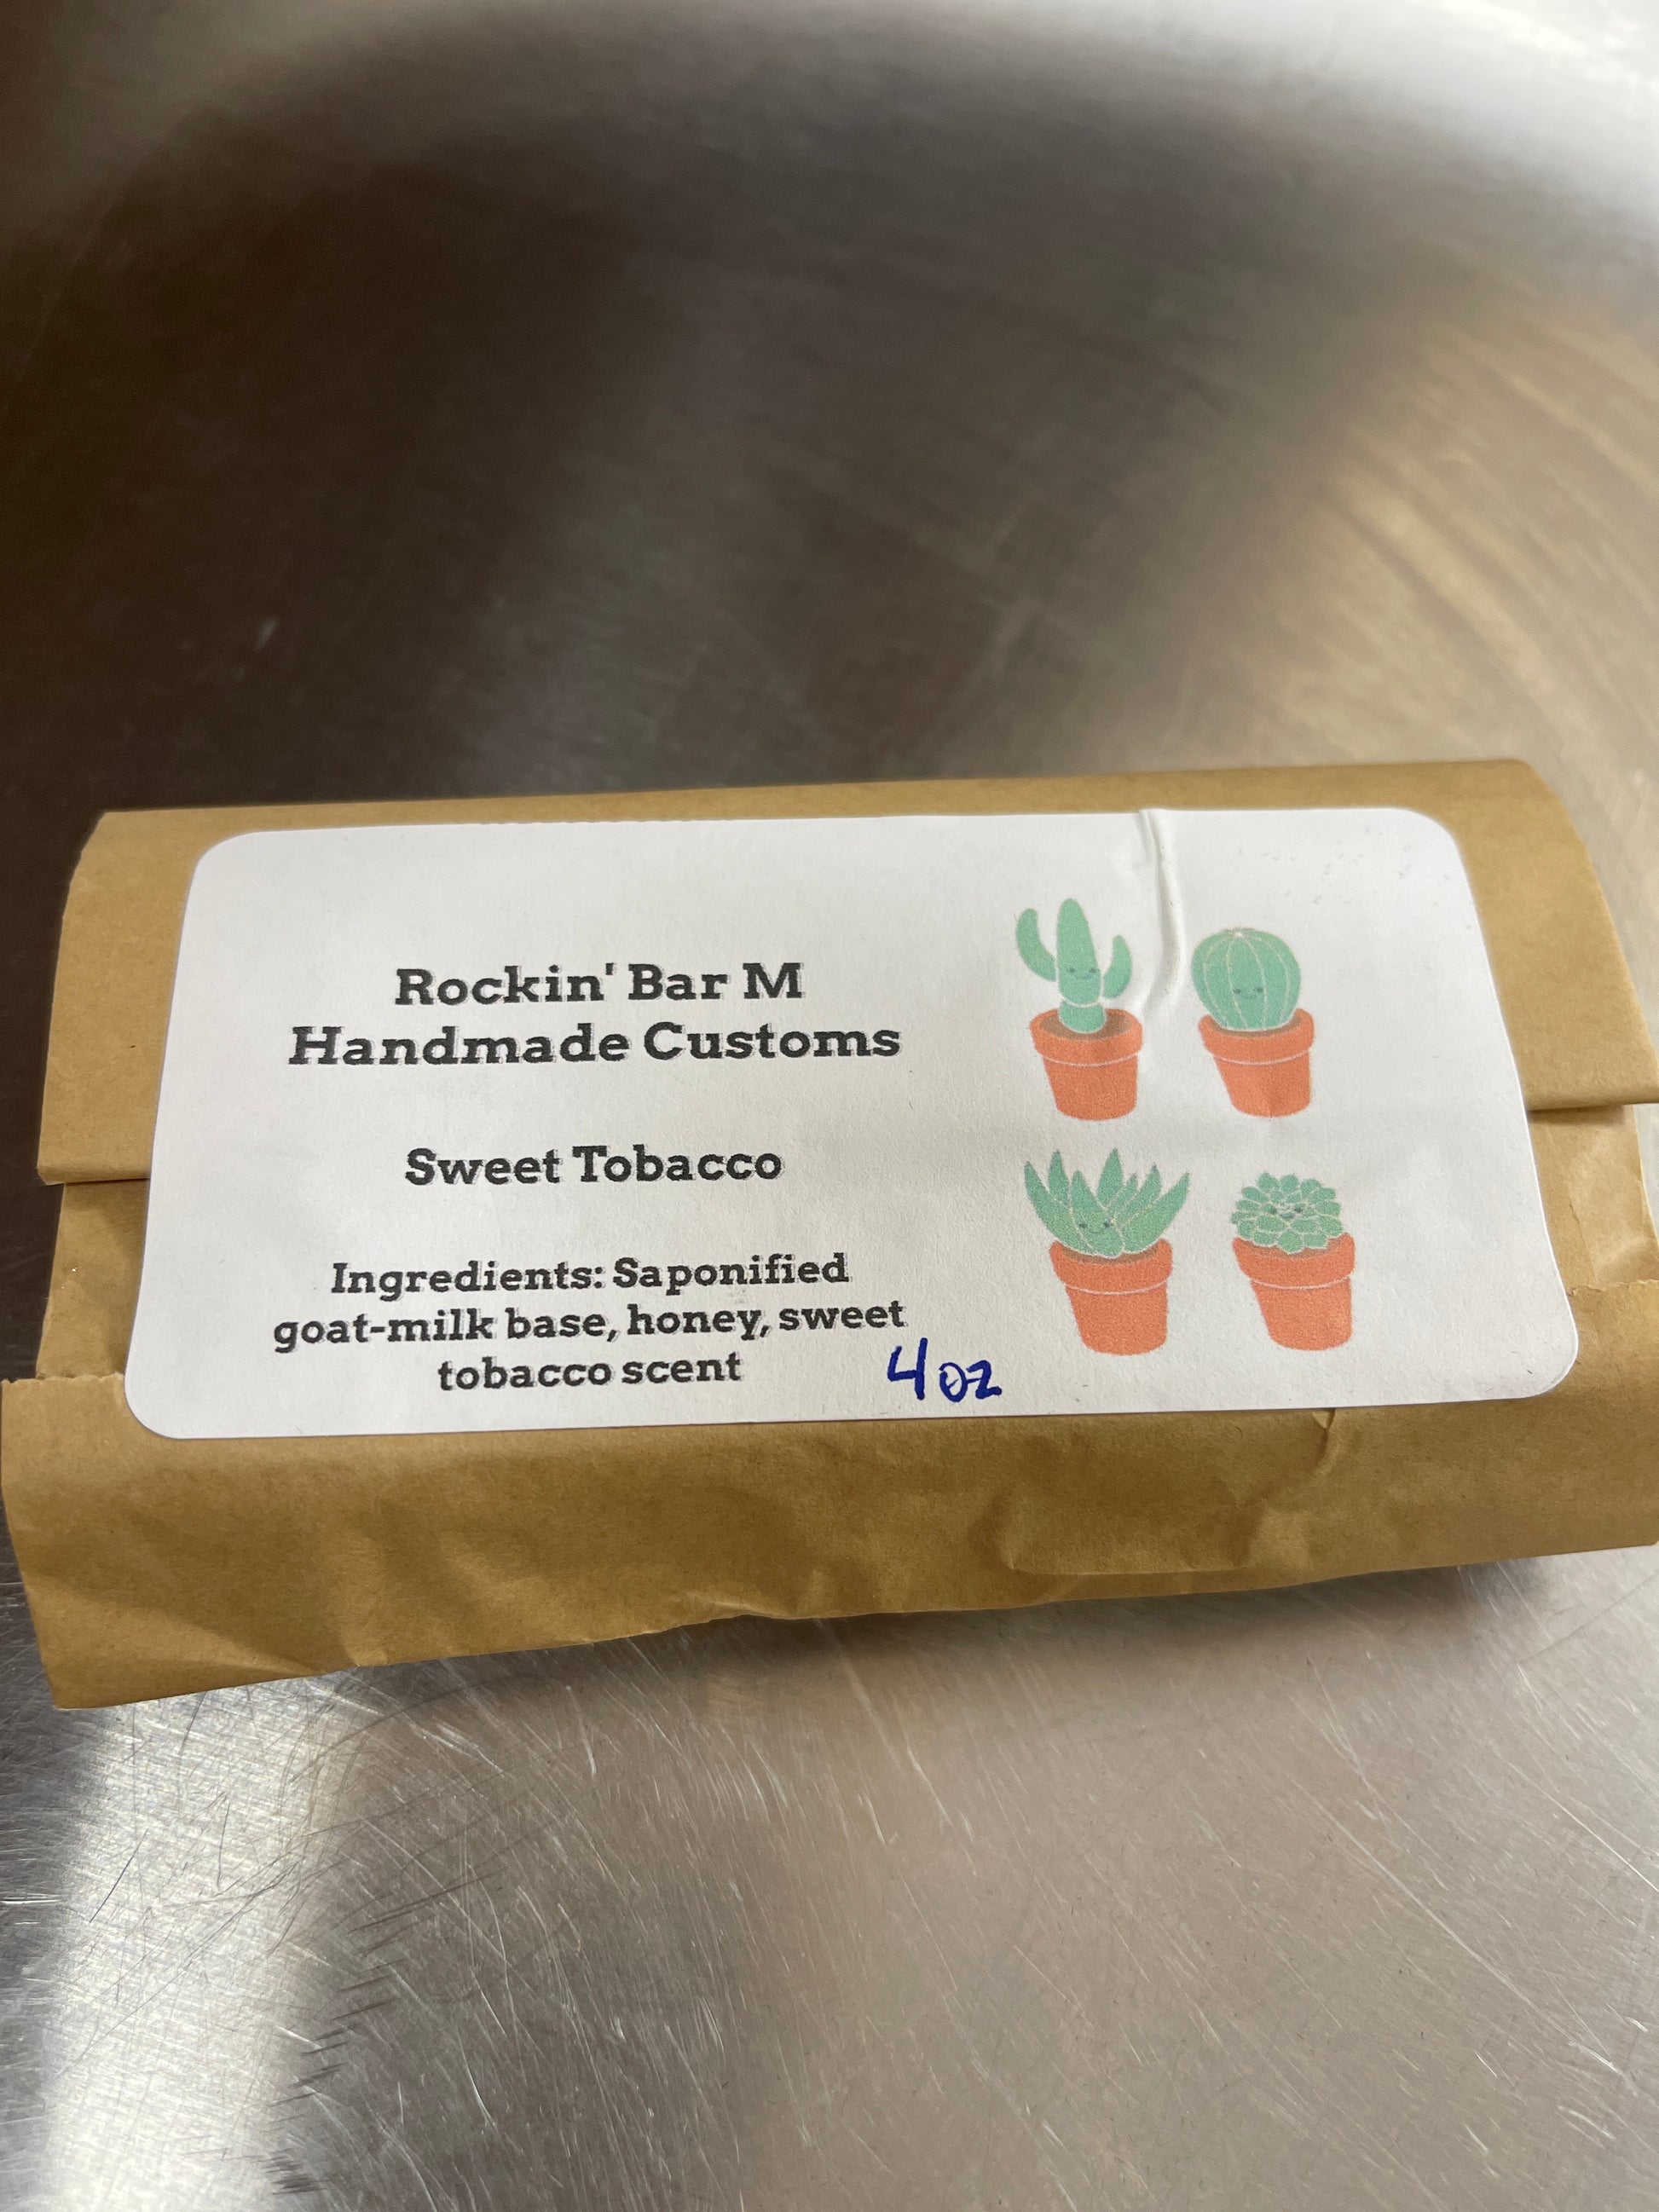 Rockin' Bar M
Handmade Customs
Sweet Tobacco
Ingredients: Saponified
goat-milk base, honey, sweet
tobacco scent
4oz